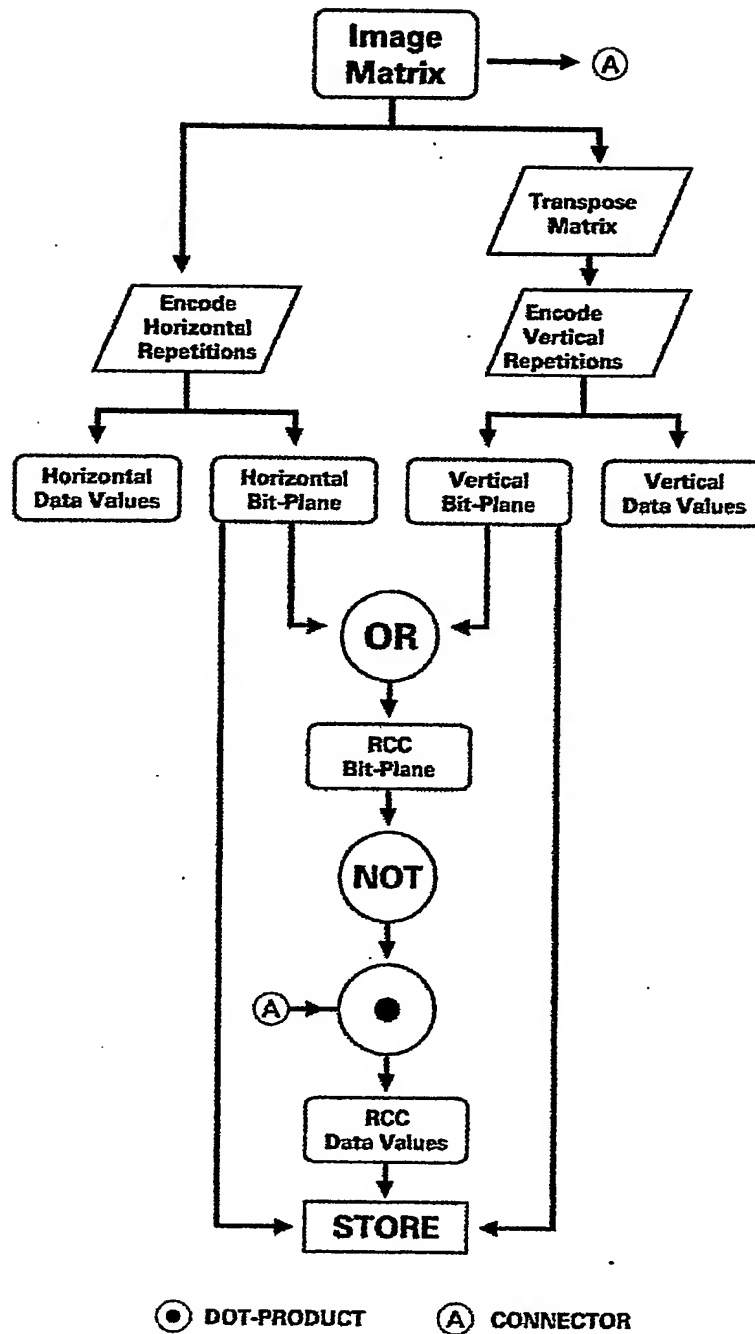 Image
Matrix
A
Transpose
Matrix
Encode
Horizontal
Repetitions
Encode
Vertical
Repetitions
Horizontal
Data Values
Horizontal
Bit-Plane
Vertical
Bit-Plane
Vertical
Data Values
OR
RCC
Bit-Plane
NOT
A
RCC
Data Values
STORE
DOT-PRODUCT
A CONNECTOR